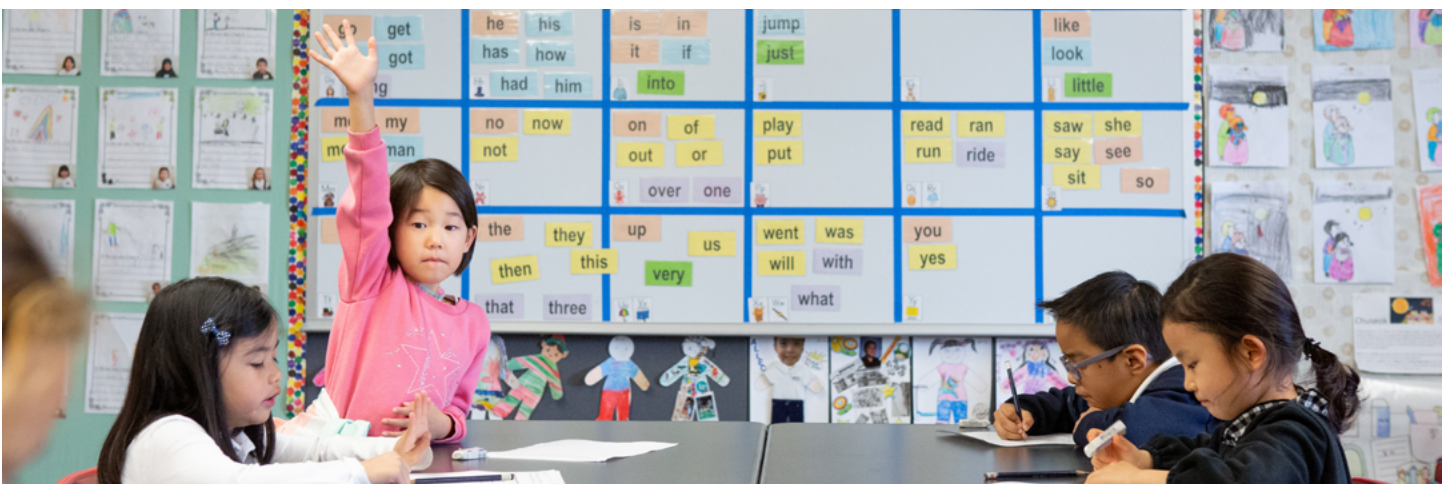 go get
got
he his
has how
had him
is in
it if
into
jump
just
like
look
little
my
man
no now
not
on of
out or
over one
play
put
read ran
run ride
saw she
say see
sit so
the they
then this
that three
up us
very
went was
will with
what
you
yes